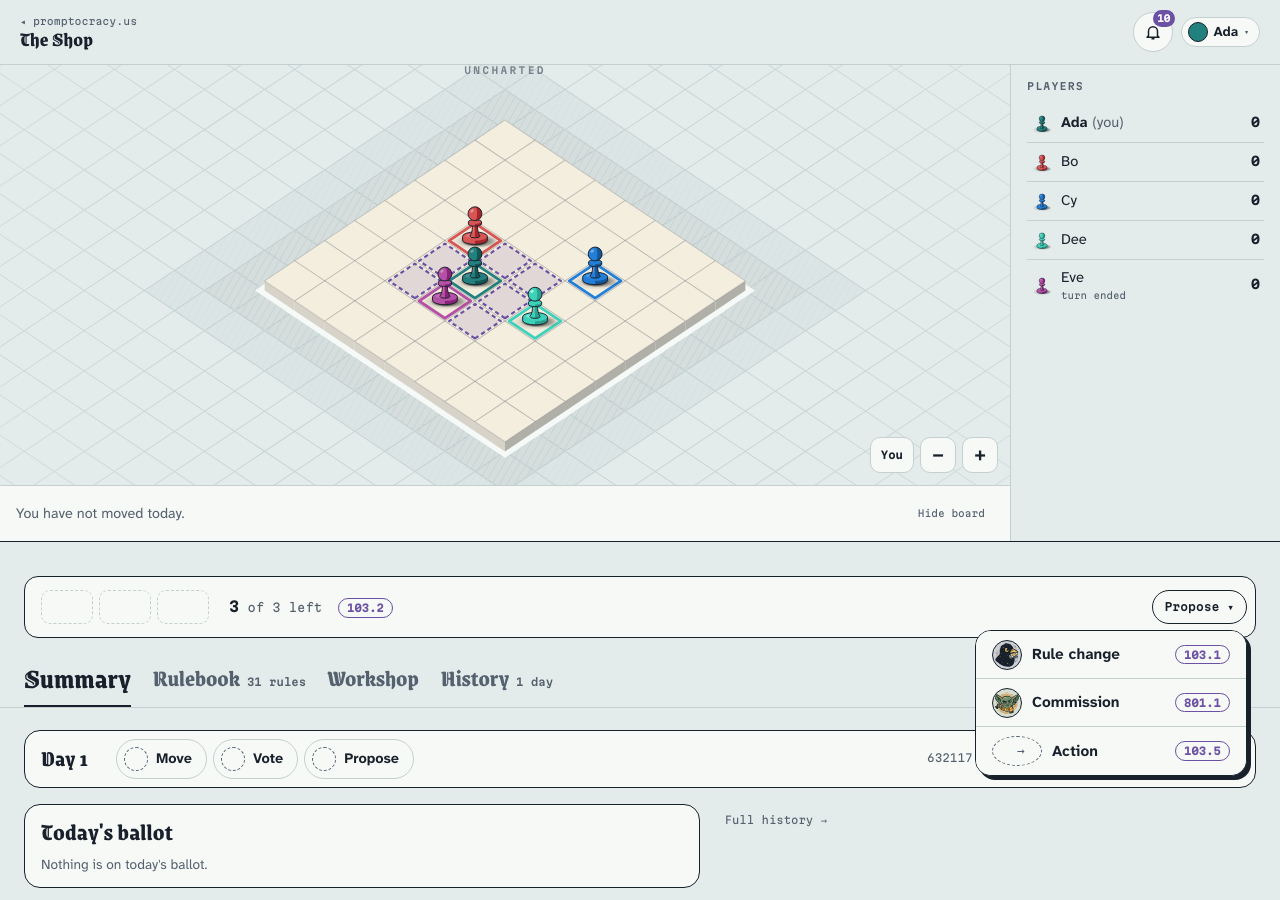 ◂ promptocracy.us
The Shop
10
Ada ▾
UNCHARTED
You
−
+
You have not moved today.
Hide board
PLAYERS
Ada (you) 0
Bo 0
Cy 0
Dee 0
Eve 0
turn ended
3 of 3 left 103.2
Propose ▾
Rule change 103.1
Commission 801.1
→ Action 103.5
Summary
Rulebook 31 rules
Workshop
History 1 day
Day 1
Move
Vote
Propose
632117
Today's ballot
Nothing is on today's ballot.
Full history →